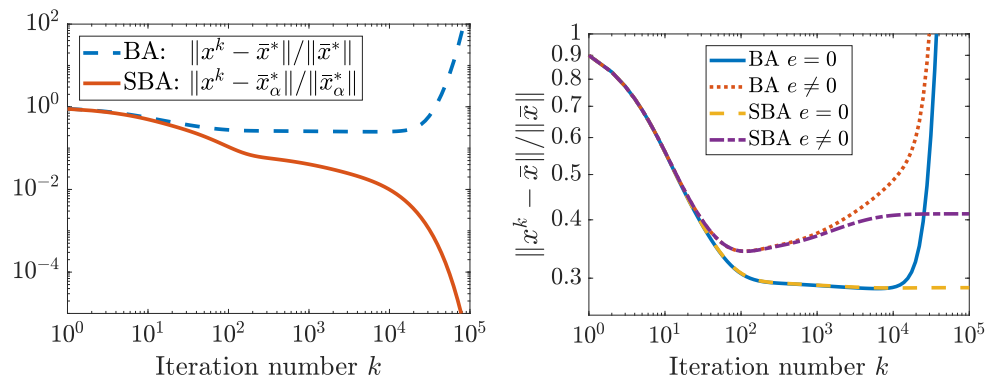 10^2
10^0
10^{-2}
10^{-4}
BA: ‖x^k − x̄^*‖/‖x̄^*‖
SBA: ‖x^k − x̄^*_α‖/‖x̄^*_α‖
10^0 10^1 10^2 10^3 10^4 10^5
Iteration number k
‖x^k − x̄‖/‖x̄‖
1
0.9
0.8
0.7
0.6
0.5
0.4
0.3
BA e = 0
BA e ≠ 0
SBA e = 0
SBA e ≠ 0
10^0 10^1 10^2 10^3 10^4 10^5
Iteration number k